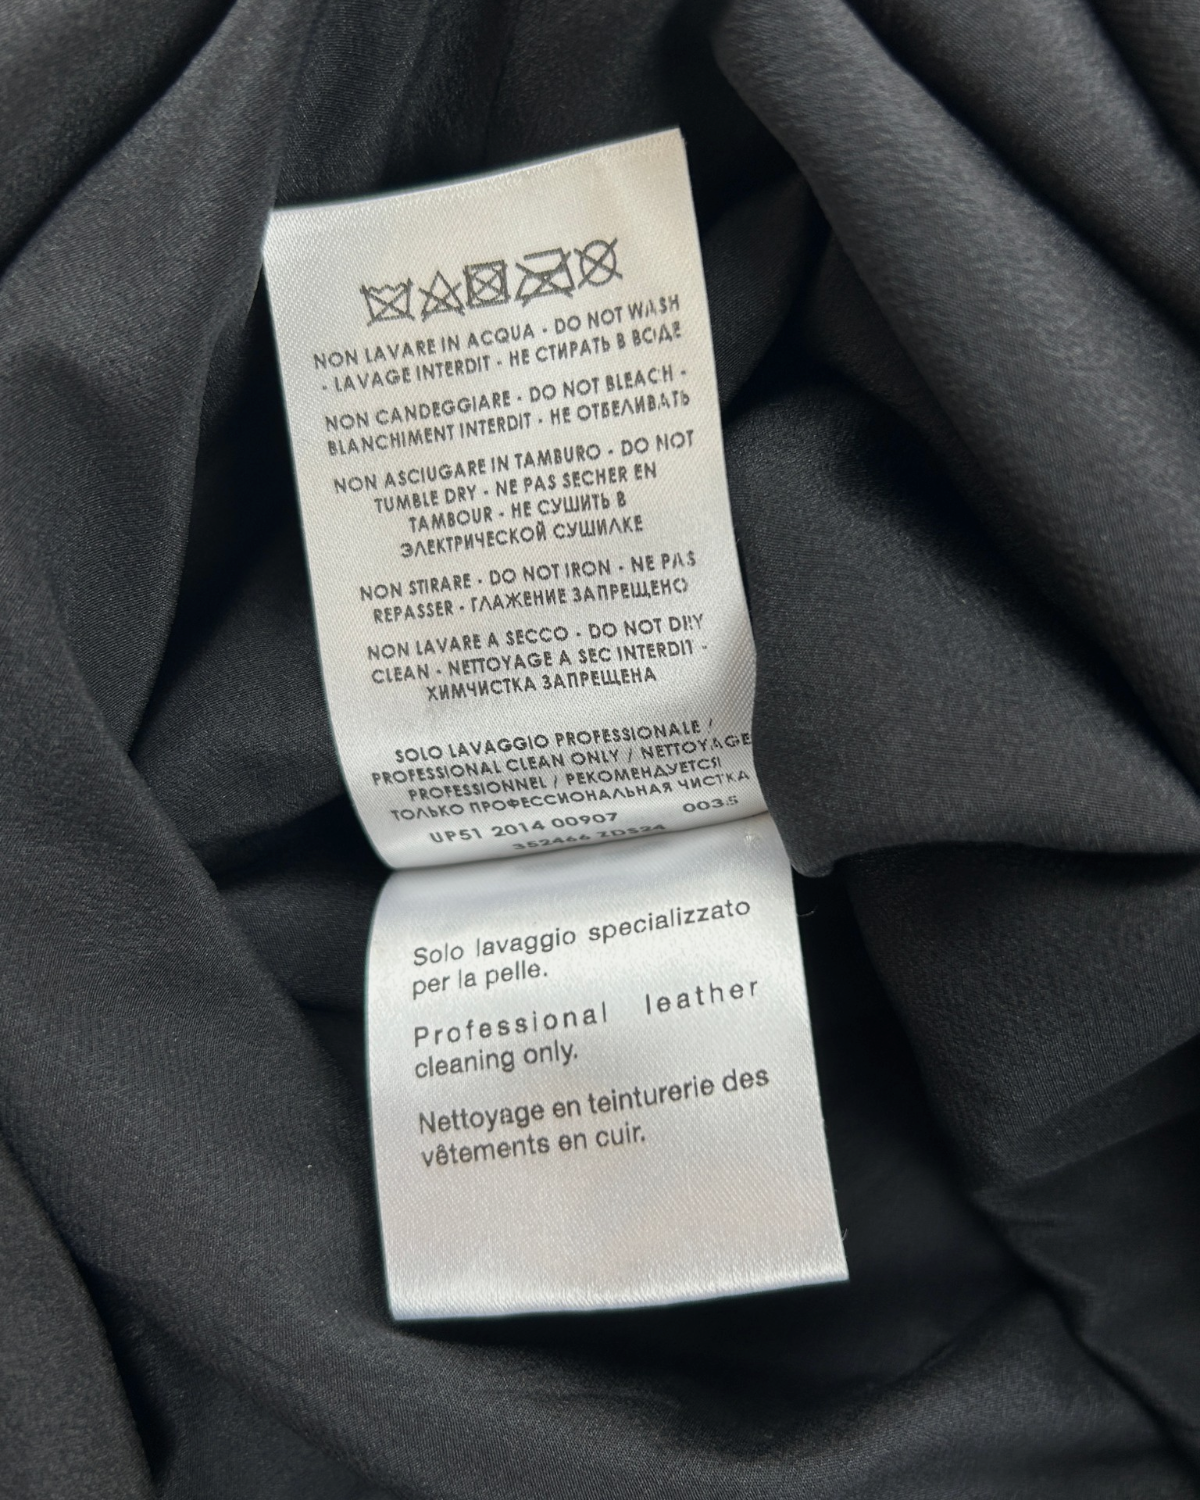 NON LAVARE IN ACQUA • DO NOT WASH
• LAVAGE INTERDIT • НЕ СТИРАТЬ В ВОДЕ
NON CANDEGGIARE • DO NOT BLEACH •
BLANCHIMENT INTERDIT • НЕ ОТБЕЛИВАТЬ
NON ASCIUGARE IN TAMBURO • DO NOT
TUMBLE DRY • NE PAS SECHER EN
TAMBOUR • НЕ СУШИТЬ В
ЭЛЕКТРИЧЕСКОЙ СУШИЛКЕ
NON STIRARE • DO NOT IRON • NE PAS
REPASSER • ГЛАЖЕНИЕ ЗАПРЕЩЕНО
NON LAVARE A SECCO • DO NOT DRY
CLEAN • NETTOYAGE A SEC INTERDIT •
ХИМЧИСТКА ЗАПРЕЩЕНА
SOLO LAVAGGIO PROFESSIONALE /
PROFESSIONAL CLEAN ONLY / NETTOYAGE
PROFESSIONNEL / РЕКОМЕНДУЕТСЯ
ТОЛЬКО ПРОФЕССИОНАЛЬНАЯ ЧИСТКА
UP51 2014 00907 0035
352466 ZDS24
Solo lavaggio specializzato
per la pelle.
Professional leather
cleaning only.
Nettoyage en teinturerie des
vêtements en cuir.